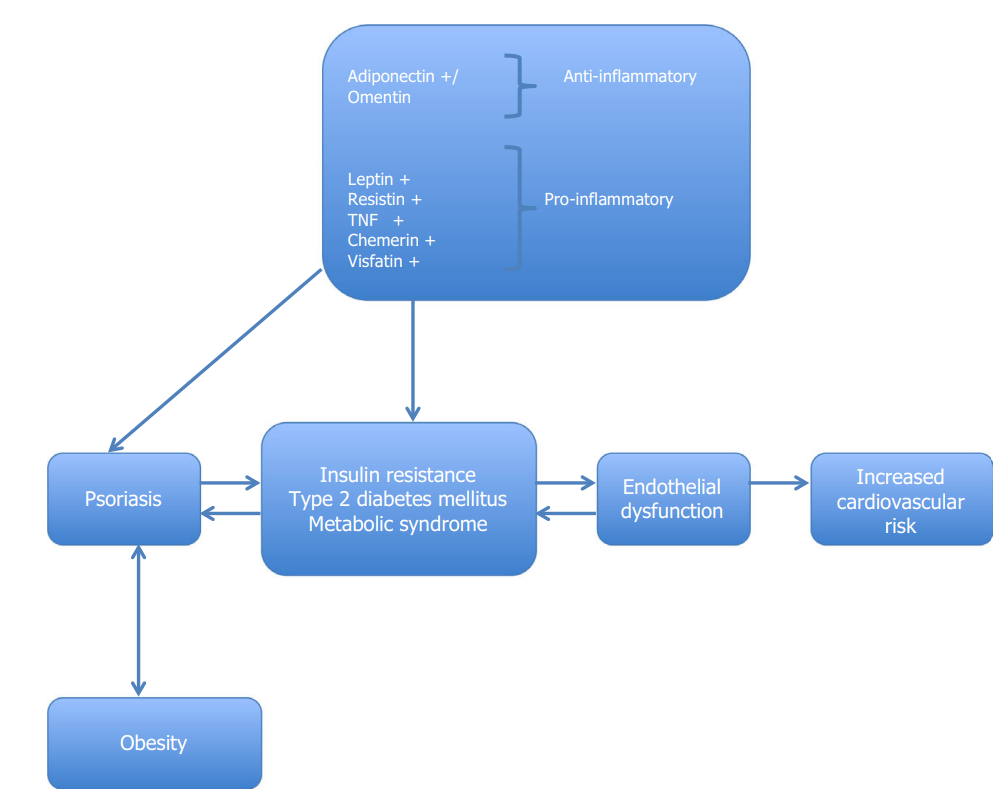 Adiponectin +/
Omentin
Anti-inflammatory
Leptin +
Resistin +
TNF +
Chemerin +
Visfatin +
Pro-inflammatory
Psoriasis
Insulin resistance
Type 2 diabetes mellitus
Metabolic syndrome
Endothelial
dysfunction
Increased
cardiovascular
risk
Obesity